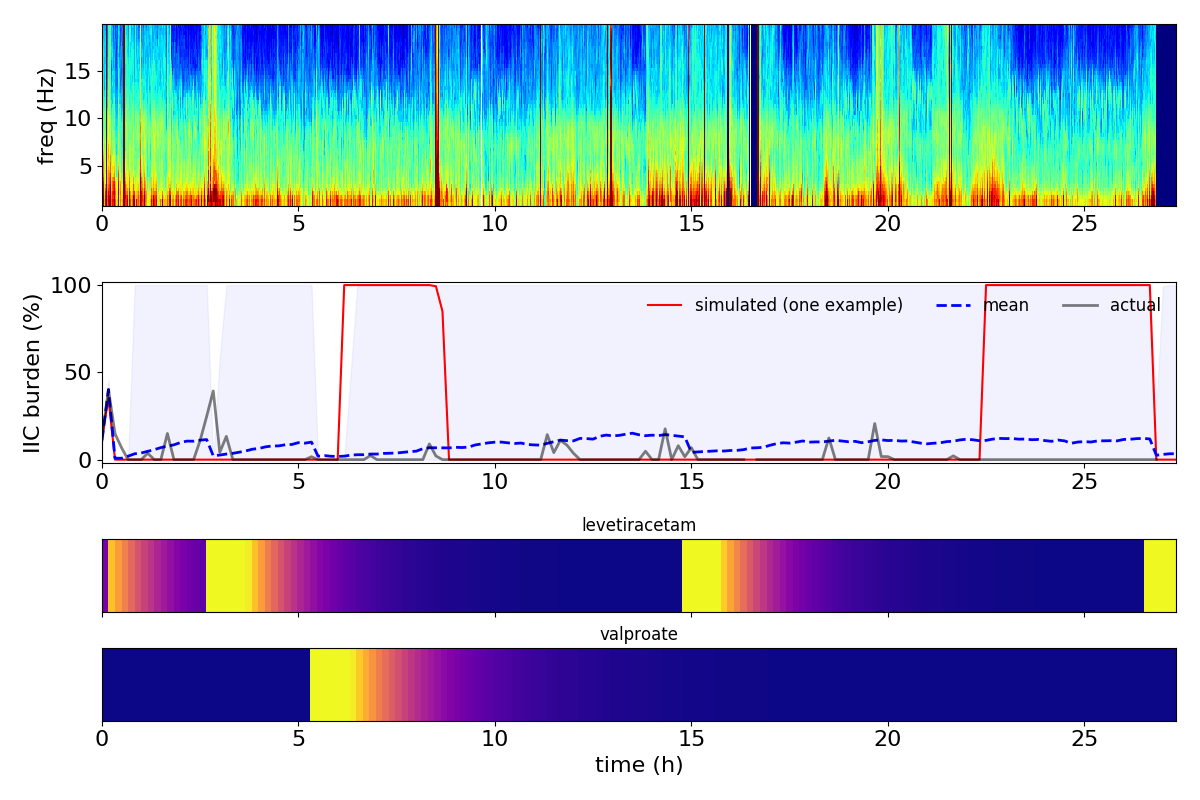 freq (Hz)
15
10
5
0 5 10 15 20 25
IIC burden (%)
100
50
0
simulated (one example) mean actual
0 5 10 15 20 25
levetiracetam
valproate
0 5 10 15 20 25
time (h)